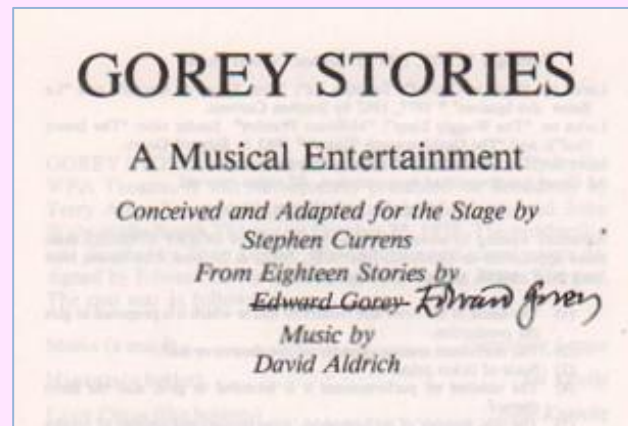 GOREY STORIES
A Musical Entertainment
Conceived and Adapted for the Stage by
Stephen Currens
From Eighteen Stories by
Edward Gorey Edward Gorey
Music by
David Aldrich